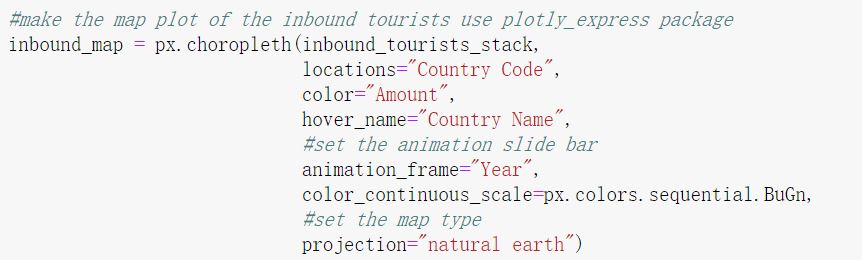 #make the map plot of the inbound tourists use plotly_express package
inbound_map = px.choropleth(inbound_tourists_stack,
locations="Country Code",
color="Amount",
hover_name="Country Name",
#set the animation slide bar
animation_frame="Year",
color_continuous_scale=px.colors.sequential.BuGn,
#set the map type
projection="natural earth")